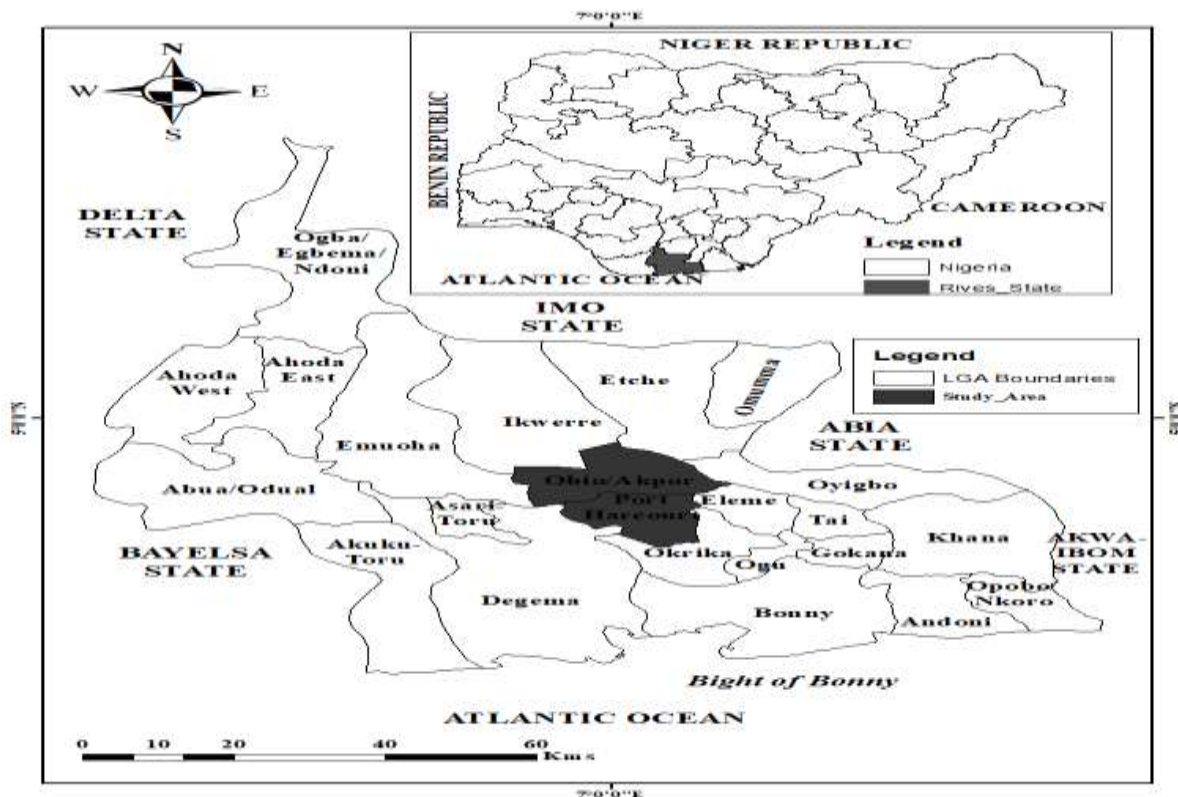 7°0'0"E
N
W
E
S
NIGER REPUBLIC
BENIN REPUBLIC
CAMEROON
ATLANTIC OCEAN
Legend
Nigeria
Rives_State
DELTA
STATE
Ogba/
Egbema/
Ndoni
IMO
STATE
Legend
LGA Boundaries
Study_Area
Ahoda
West
Ahoda
East
Etche
Omumma
Ikwerre
Emuoha
ABIA
STATE
Abua/Odual
Obio/Akpor
Oyigbo
Port
Harcourt
Eleme
Asari-
Toru
Tai
Khana
AKWA-
IBOM
STATE
BAYELSA
STATE
Akuku-
Toru
Okrika
Ogu
Gokana
Degema
Bonny
Opobo
Nkoro
Andoni
Bight of Bonny
ATLANTIC OCEAN
0
10
20
40
60
Kms
7°0'0"E